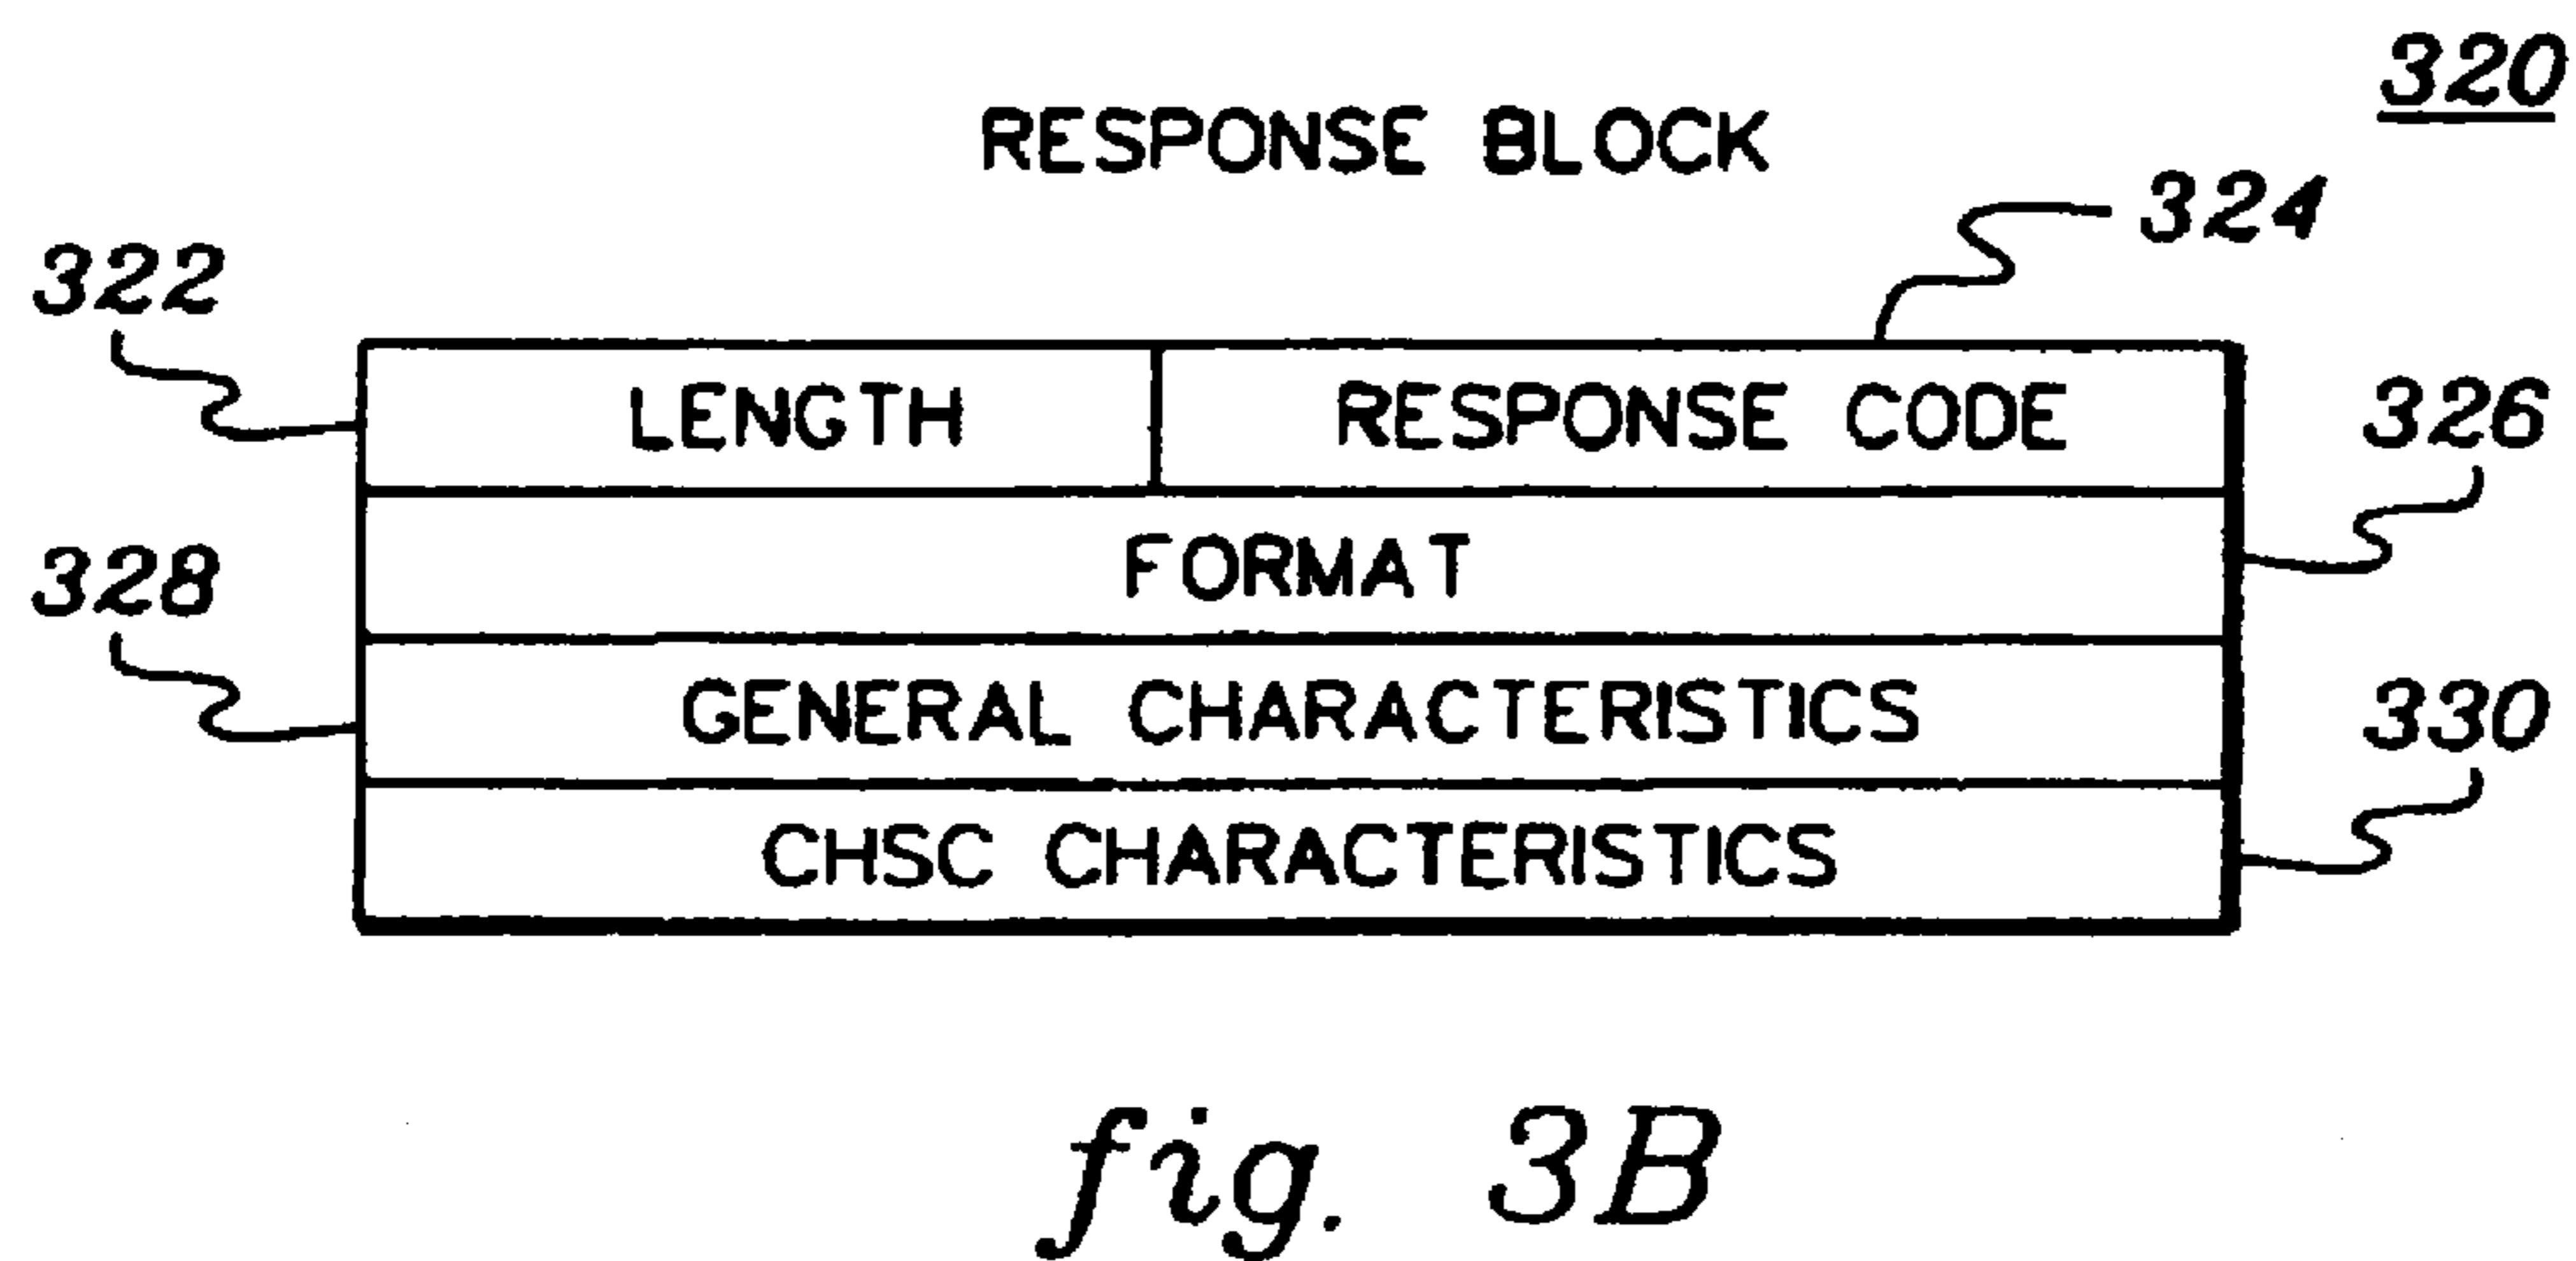 320
RESPONSE BLOCK
324
322
LENGTH RESPONSE CODE
326
FORMAT
328
GENERAL CHARACTERISTICS
330
CHSC CHARACTERISTICS
fig. 3B